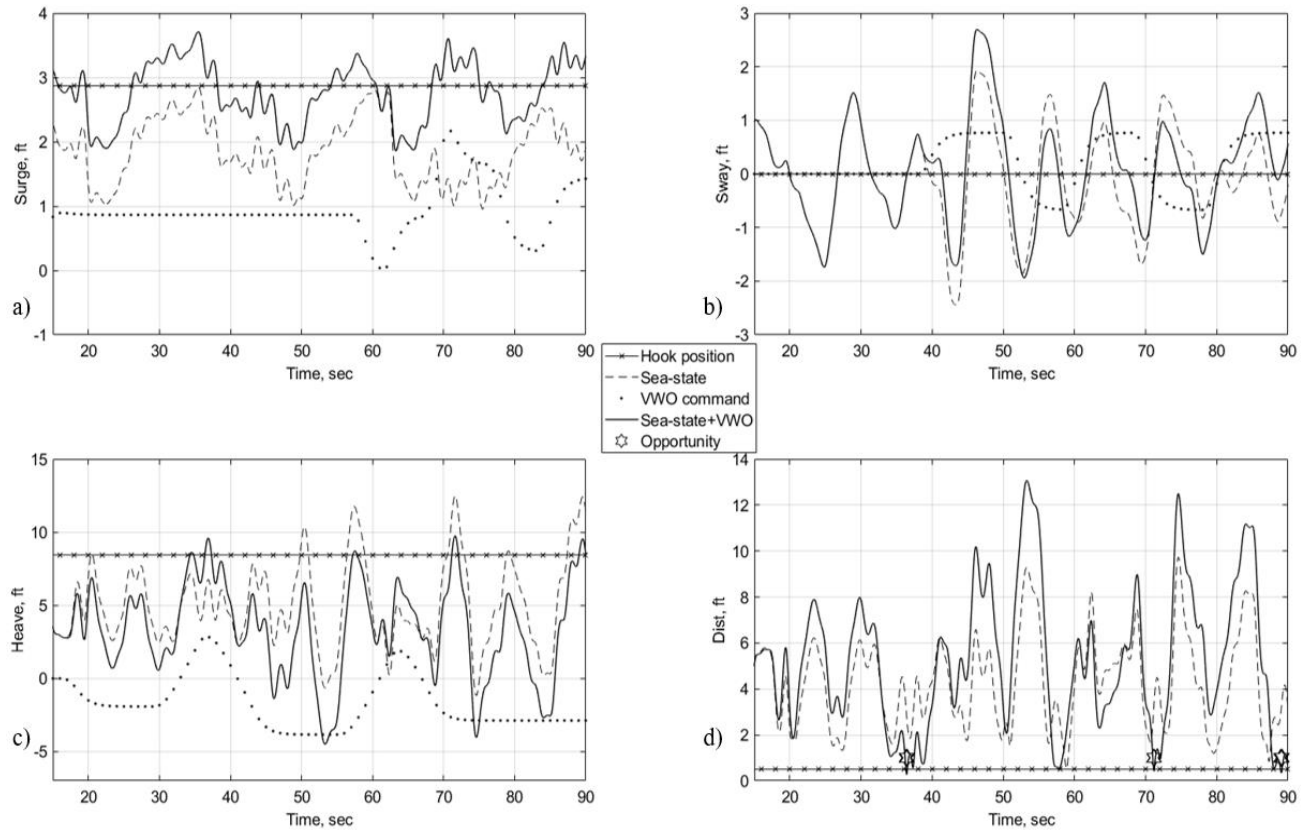 4
3
2
1
0
-1
Surge, ft
a)
20 30 40 50 60 70 80 90
Time, sec
3
2
1
0
-1
-2
-3
Sway, ft
b)
20 30 40 50 60 70 80 90
Time, sec
Hook position
Sea-state
VWO command
Sea-state+VWO
Opportunity
15
10
5
0
-5
Heave, ft
c)
20 30 40 50 60 70 80 90
Time, sec
14
12
10
8
6
4
2
0
Dist, ft
d)
20 30 40 50 60 70 80 90
Time, sec